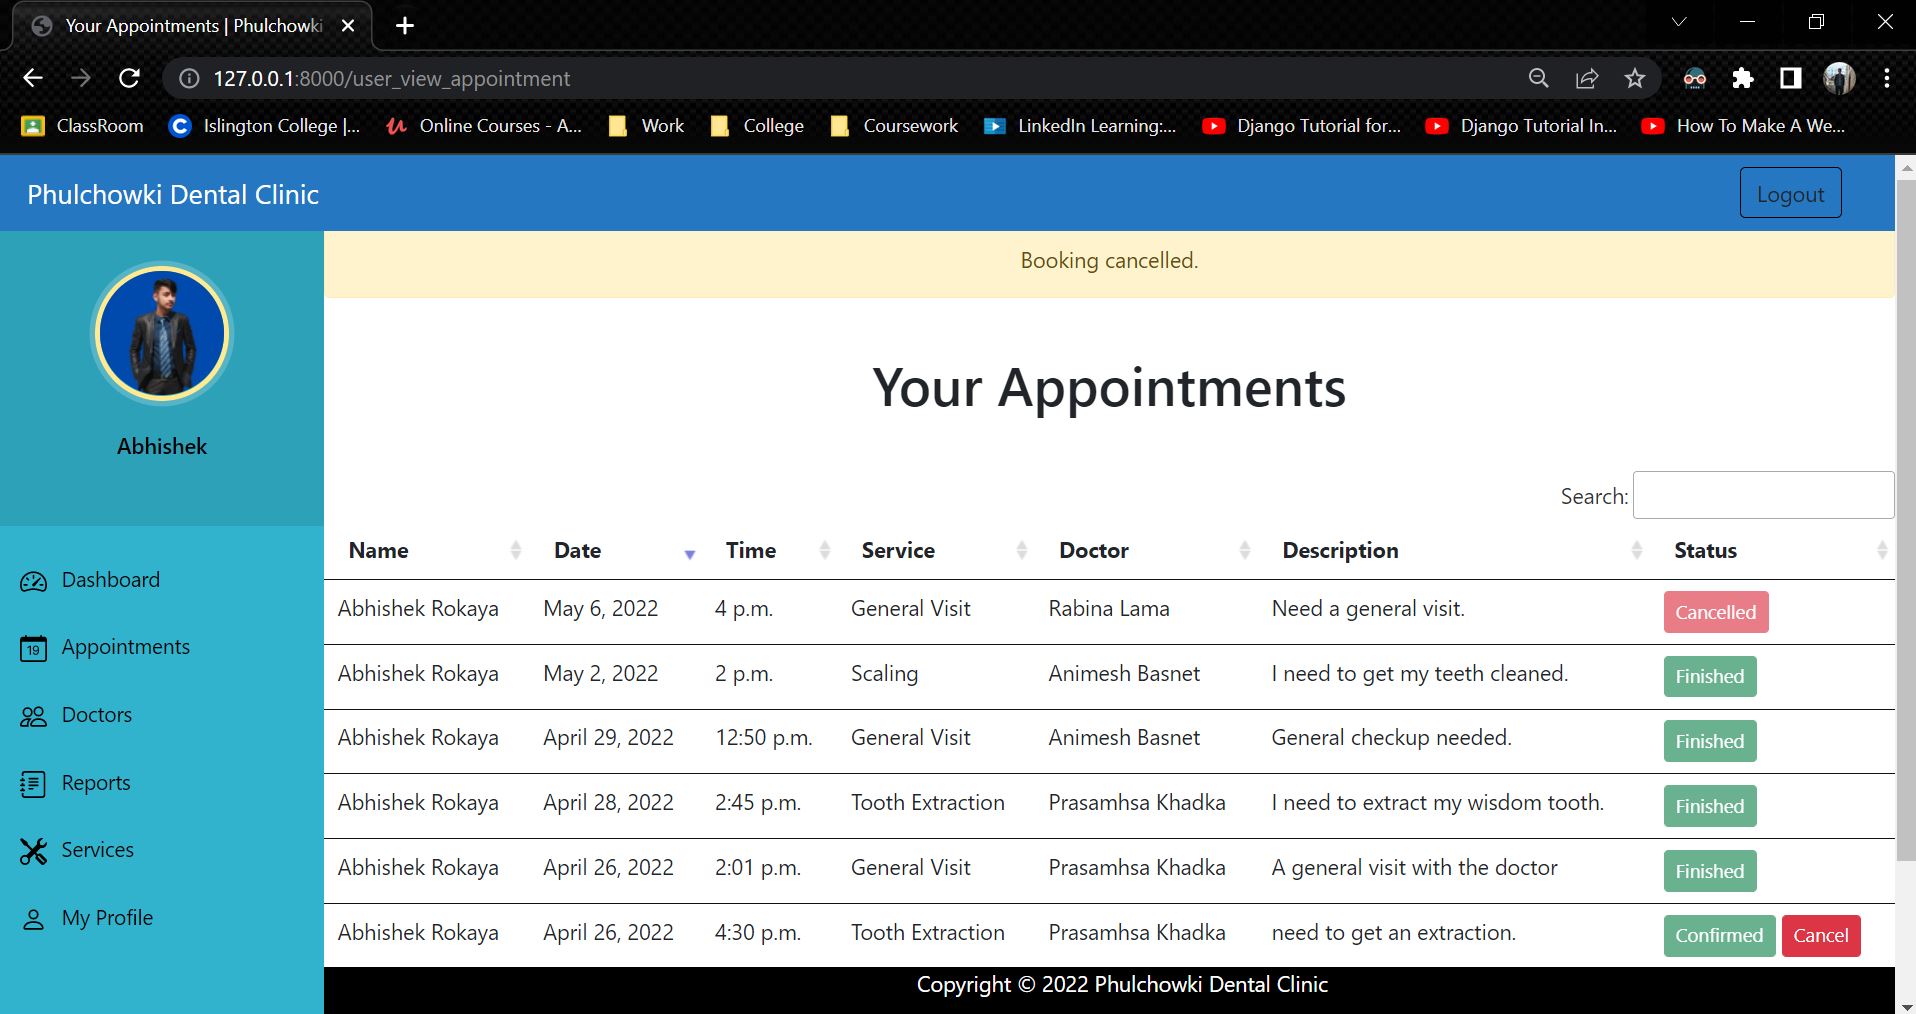 Your Appointments | Phulchowki
127.0.0.1:8000/user_view_appointment
ClassRoom Islington College |... Online Courses - A... Work College Coursework LinkedIn Learning:... Django Tutorial for... Django Tutorial In... How To Make A We...
Phulchowki Dental Clinic Logout
Booking cancelled.
Abhishek
Dashboard
19 Appointments
Doctors
Reports
Services
My Profile
Your Appointments
Search:
Name Date Time Service Doctor Description Status
Abhishek Rokaya May 6, 2022 4 p.m. General Visit Rabina Lama Need a general visit. Cancelled
Abhishek Rokaya May 2, 2022 2 p.m. Scaling Animesh Basnet I need to get my teeth cleaned. Finished
Abhishek Rokaya April 29, 2022 12:50 p.m. General Visit Animesh Basnet General checkup needed. Finished
Abhishek Rokaya April 28, 2022 2:45 p.m. Tooth Extraction Prasamhsa Khadka I need to extract my wisdom tooth. Finished
Abhishek Rokaya April 26, 2022 2:01 p.m. General Visit Prasamhsa Khadka A general visit with the doctor Finished
Abhishek Rokaya April 26, 2022 4:30 p.m. Tooth Extraction Prasamhsa Khadka need to get an extraction. Confirmed Cancel
Copyright © 2022 Phulchowki Dental Clinic